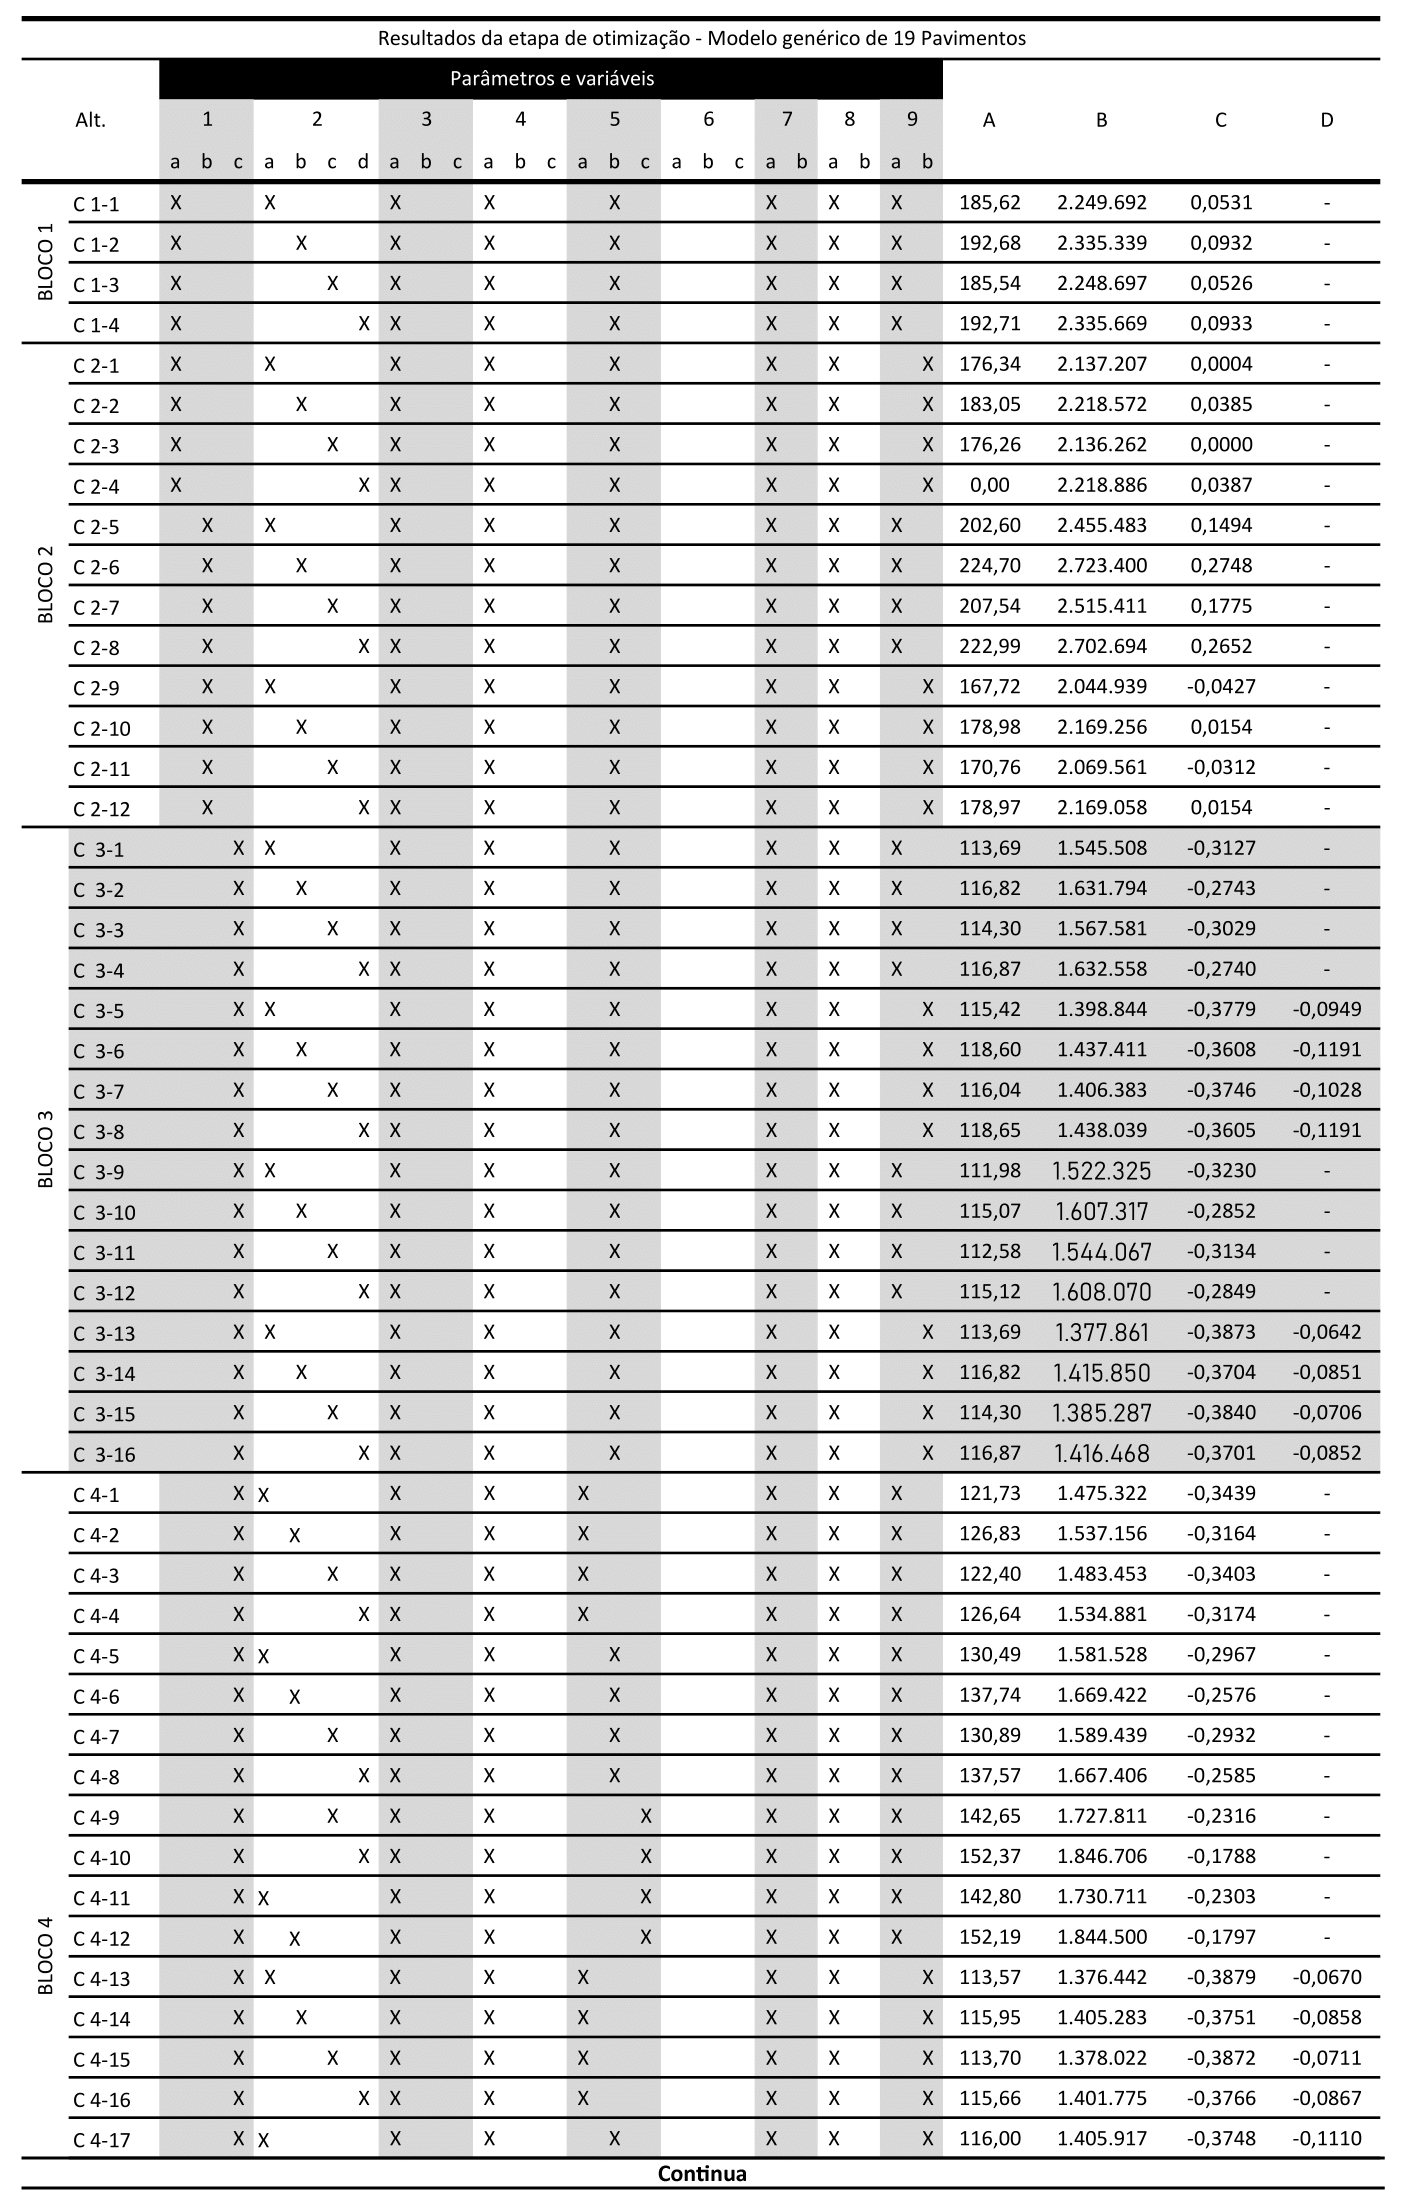 Resultados da etapa de otimização - Modelo genérico de 19 Pavimentos
Parâmetros e variáveis
Alt. 1 2 3 4 5 6 7 8 9 A B C D
a b c a b c d a b c a b c a b c a b c a b a b a b
BLOCO 1
C 1-1 X X X X X X X X 185,62 2.249.692 0,0531 -
C 1-2 X X X X X X X X 192,68 2.335.339 0,0932 -
C 1-3 X X X X X X X X 185,54 2.248.697 0,0526 -
C 1-4 X X X X X X X X 192,71 2.335.669 0,0933 -
BLOCO 2
C 2-1 X X X X X X X X 176,34 2.137.207 0,0004 -
C 2-2 X X X X X X X X 183,05 2.218.572 0,0385 -
C 2-3 X X X X X X X X 176,26 2.136.262 0,0000 -
C 2-4 X X X X X X X X 0,00 2.218.886 0,0387 -
C 2-5 X X X X X X X X 202,60 2.455.483 0,1494 -
C 2-6 X X X X X X X X 224,70 2.723.400 0,2748 -
C 2-7 X X X X X X X X 207,54 2.515.411 0,1775 -
C 2-8 X X X X X X X X 222,99 2.702.694 0,2652 -
C 2-9 X X X X X X X X 167,72 2.044.939 -0,0427 -
C 2-10 X X X X X X X X 178,98 2.169.256 0,0154 -
C 2-11 X X X X X X X X 170,76 2.069.561 -0,0312 -
C 2-12 X X X X X X X X 178,97 2.169.058 0,0154 -
BLOCO 3
C 3-1 X X X X X X X X 113,69 1.545.508 -0,3127 -
C 3-2 X X X X X X X X 116,82 1.631.794 -0,2743 -
C 3-3 X X X X X X X X 114,30 1.567.581 -0,3029 -
C 3-4 X X X X X X X X 116,87 1.632.558 -0,2740 -
C 3-5 X X X X X X X X 115,42 1.398.844 -0,3779 -0,0949
C 3-6 X X X X X X X X 118,60 1.437.411 -0,3608 -0,1191
C 3-7 X X X X X X X X 116,04 1.406.383 -0,3746 -0,1028
C 3-8 X X X X X X X X 118,65 1.438.039 -0,3605 -0,1191
C 3-9 X X X X X X X X 111,98 1.522.325 -0,3230 -
C 3-10 X X X X X X X X 115,07 1.607.317 -0,2852 -
C 3-11 X X X X X X X X 112,58 1.544.067 -0,3134 -
C 3-12 X X X X X X X X 115,12 1.608.070 -0,2849 -
C 3-13 X X X X X X X X 113,69 1.377.861 -0,3873 -0,0642
C 3-14 X X X X X X X X 116,82 1.415.850 -0,3704 -0,0851
C 3-15 X X X X X X X X 114,30 1.385.287 -0,3840 -0,0706
C 3-16 X X X X X X X X 116,87 1.416.468 -0,3701 -0,0852
BLOCO 4
C 4-1 X X X X X X X X 121,73 1.475.322 -0,3439 -
C 4-2 X X X X X X X X 126,83 1.537.156 -0,3164 -
C 4-3 X X X X X X X X 122,40 1.483.453 -0,3403 -
C 4-4 X X X X X X X X 126,64 1.534.881 -0,3174 -
C 4-5 X X X X X X X X 130,49 1.581.528 -0,2967 -
C 4-6 X X X X X X X X 137,74 1.669.422 -0,2576 -
C 4-7 X X X X X X X X 130,89 1.589.439 -0,2932 -
C 4-8 X X X X X X X X 137,57 1.667.406 -0,2585 -
C 4-9 X X X X X X X X 142,65 1.727.811 -0,2316 -
C 4-10 X X X X X X X X 152,37 1.846.706 -0,1788 -
C 4-11 X X X X X X X X 142,80 1.730.711 -0,2303 -
C 4-12 X X X X X X X X 152,19 1.844.500 -0,1797 -
C 4-13 X X X X X X X X 113,57 1.376.442 -0,3879 -0,0670
C 4-14 X X X X X X X X 115,95 1.405.283 -0,3751 -0,0858
C 4-15 X X X X X X X X 113,70 1.378.022 -0,3872 -0,0711
C 4-16 X X X X X X X X 115,66 1.401.775 -0,3766 -0,0867
C 4-17 X X X X X X X X 116,00 1.405.917 -0,3748 -0,1110
Continua